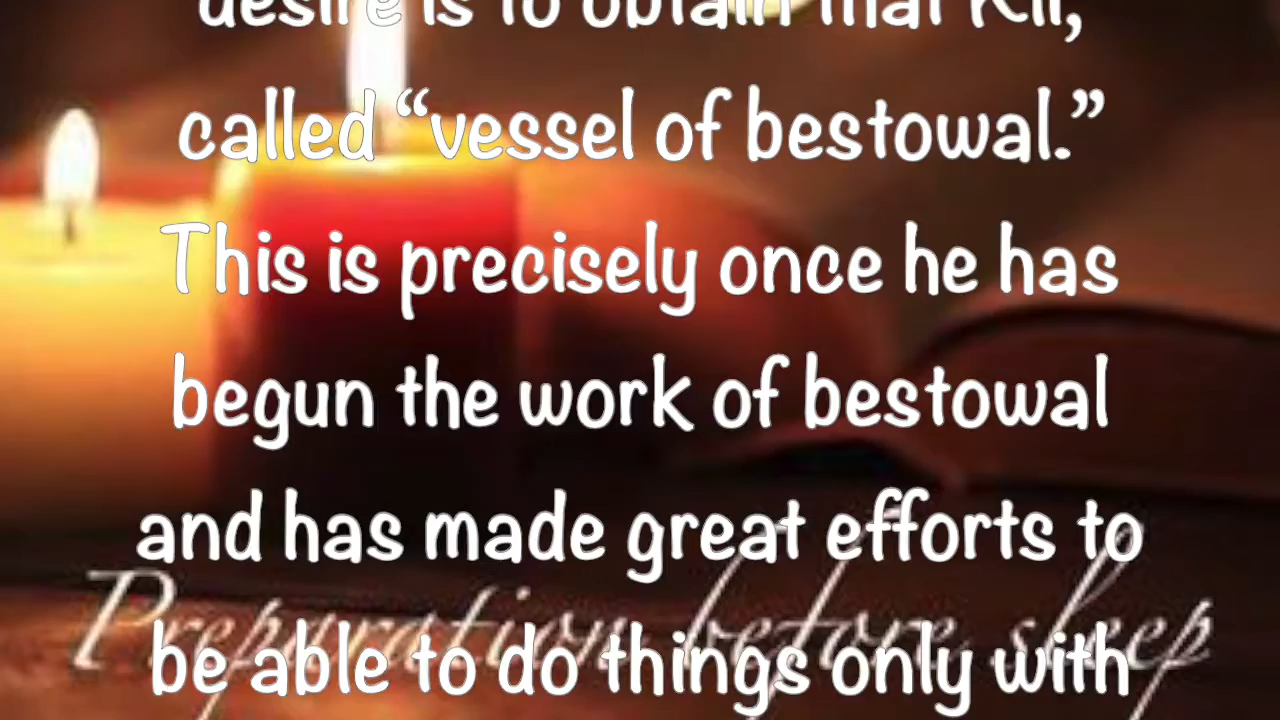 desire is to obtain that Kli,
called “vessel of bestowal.”
This is precisely once he has
begun the work of bestowal
and has made great efforts to
Preparation before sleep
be able to do things only with